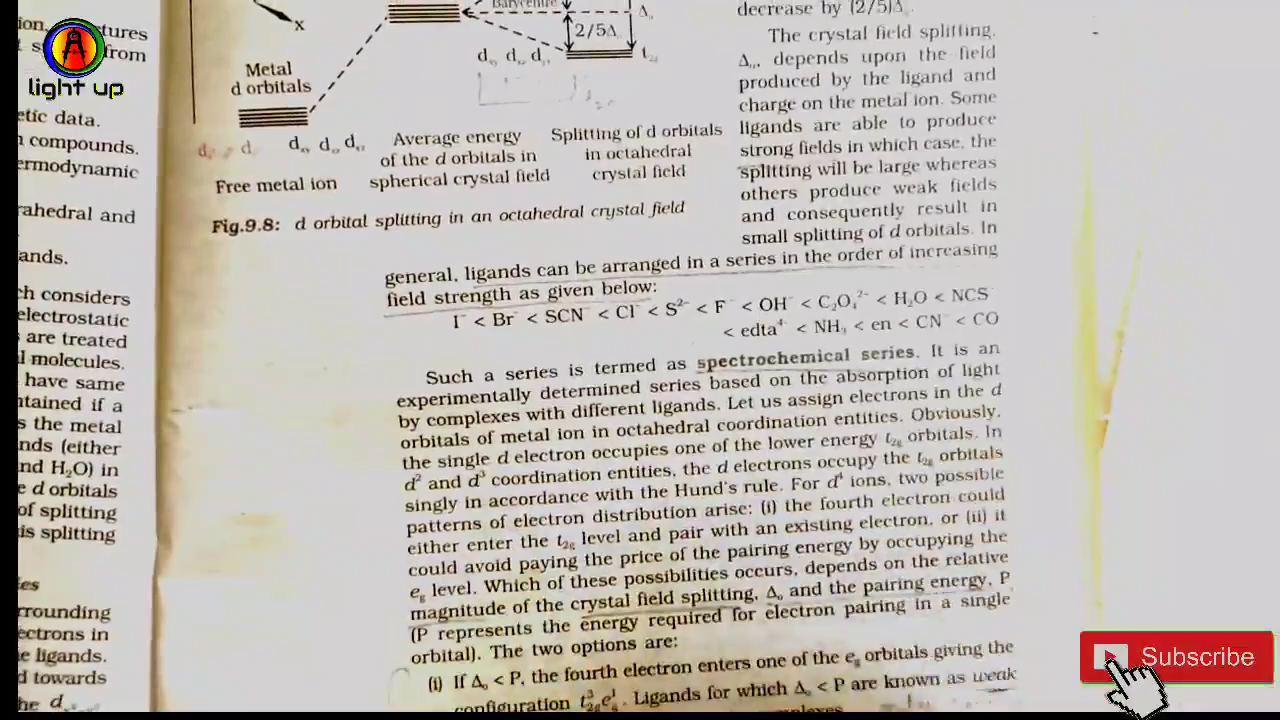 ion.
tures
from
light up
etic data.
compounds.
ermodynamic
rahedral and
ands.
ch considers
electrostatic
are treated
l molecules.
have same
ntained if a
s the metal
nds (either
nd H₂O) in
e d orbitals
of splitting
is splitting
es
rrounding
ectrons in
e ligands.
d towards
he d
x
Metal
d orbitals
Barycentre
Δₒ
2/5Δₒ
t₂g
Free metal ion
Average energy
of the d orbitals in
spherical crystal field
Splitting of d orbitals
in octahedral
crystal field
Fig.9.8: d orbital splitting in an octahedral crystal field
decrease by (2/5)Δₒ.
The crystal field splitting,
Δₒ, depends upon the field
produced by the ligand and
charge on the metal ion. Some
ligands are able to produce
strong fields in which case, the
splitting will be large whereas
others produce weak fields
and consequently result in
small splitting of d orbitals. In
general, ligands can be arranged in a series in the order of increasing
field strength as given below:
I⁻ < Br⁻ < SCN⁻ < Cl⁻ < S²⁻ < F⁻ < OH⁻ < C₂O₄²⁻ < H₂O < NCS⁻
< edta⁴⁻ < NH₃ < en < CN⁻ < CO
Such a series is termed as spectrochemical series. It is an
experimentally determined series based on the absorption of light
by complexes with different ligands. Let us assign electrons in the d
orbitals of metal ion in octahedral coordination entities. Obviously,
the single d electron occupies one of the lower energy t₂g orbitals. In
d² and d³ coordination entities, the d electrons occupy the t₂g orbitals
singly in accordance with the Hund's rule. For d⁴ ions, two possible
patterns of electron distribution arise: (i) the fourth electron could
either enter the t₂g level and pair with an existing electron, or (ii) it
could avoid paying the price of the pairing energy by occupying the
eg level. Which of these possibilities occurs, depends on the relative
magnitude of the crystal field splitting, Δₒ and the pairing energy, P
(P represents the energy required for electron pairing in a single
orbital). The two options are:
(i) If Δₒ < P, the fourth electron enters one of the eg orbitals giving the
configuration t₂g³eg¹. Ligands for which Δₒ < P are known as weak
Subscribe